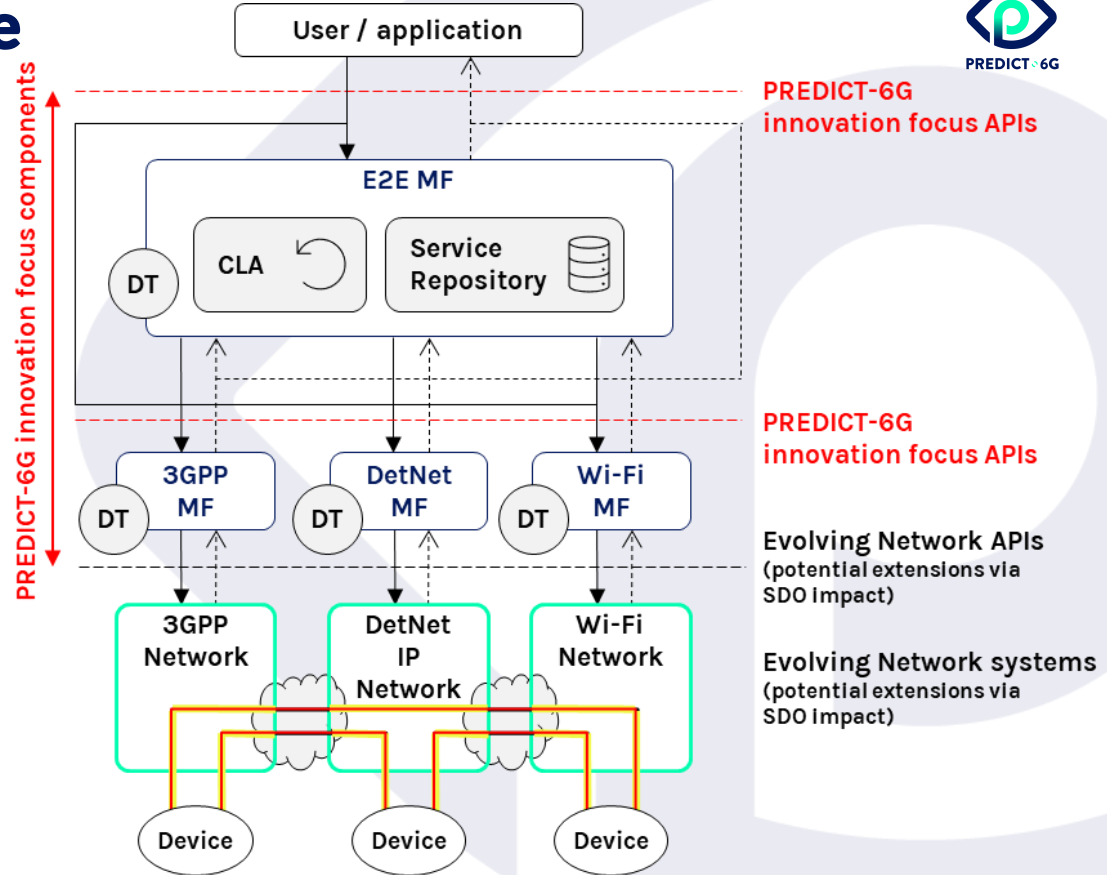 e
User / application
PREDICT-6G
PREDICT-6G innovation focus components
PREDICT-6G
innovation focus APIs
E2E MF
DT
CLA
Service
Repository
PREDICT-6G
innovation focus APIs
3GPP
MF
DT
DetNet
MF
DT
Wi-Fi
MF
DT
Evolving Network APIs
(potential extensions via
SDO impact)
3GPP
Network
DetNet
IP
Network
Wi-Fi
Network
Evolving Network systems
(potential extensions via
SDO impact)
Device
Device
Device